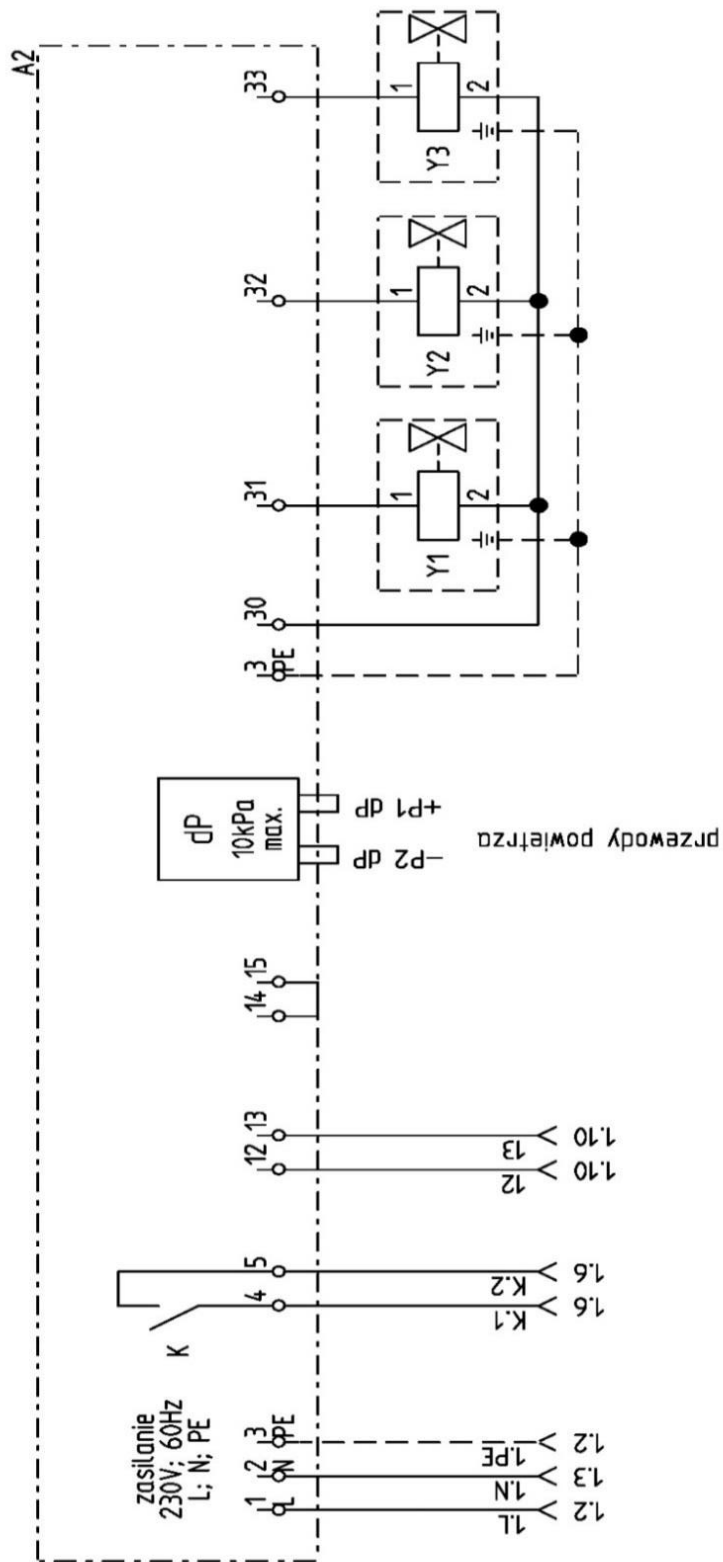 A2
zasilanie
230V; 60Hz
L; N; PE
K
1
2
3
L
N
PE
4
5
12
13
14
15
dP
10kPa
max.
3
PE
30
31
32
33
1.L
1.N
1.PE
K.1
K.2
12
13
-P2 dP
+P1 dP
przewody powietrza
1.2
1.3
1.2
1.6
1.6
1.10
1.10
Y1
1
2
Y2
1
2
Y3
1
2